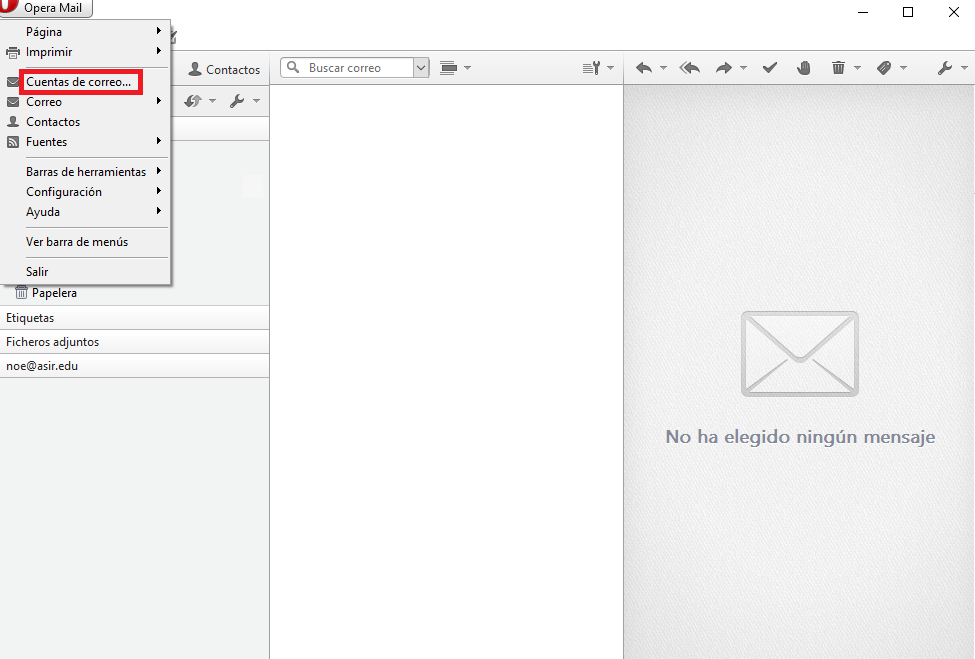 Opera Mail
Página
Imprimir
Cuentas de correo...
Correo
Contactos
Fuentes
Barras de herramientas
Configuración
Ayuda
Ver barra de menús
Salir
Papelera
Etiquetas
Ficheros adjuntos
noe@asir.edu
Contactos
Buscar correo
No ha elegido ningún mensaje